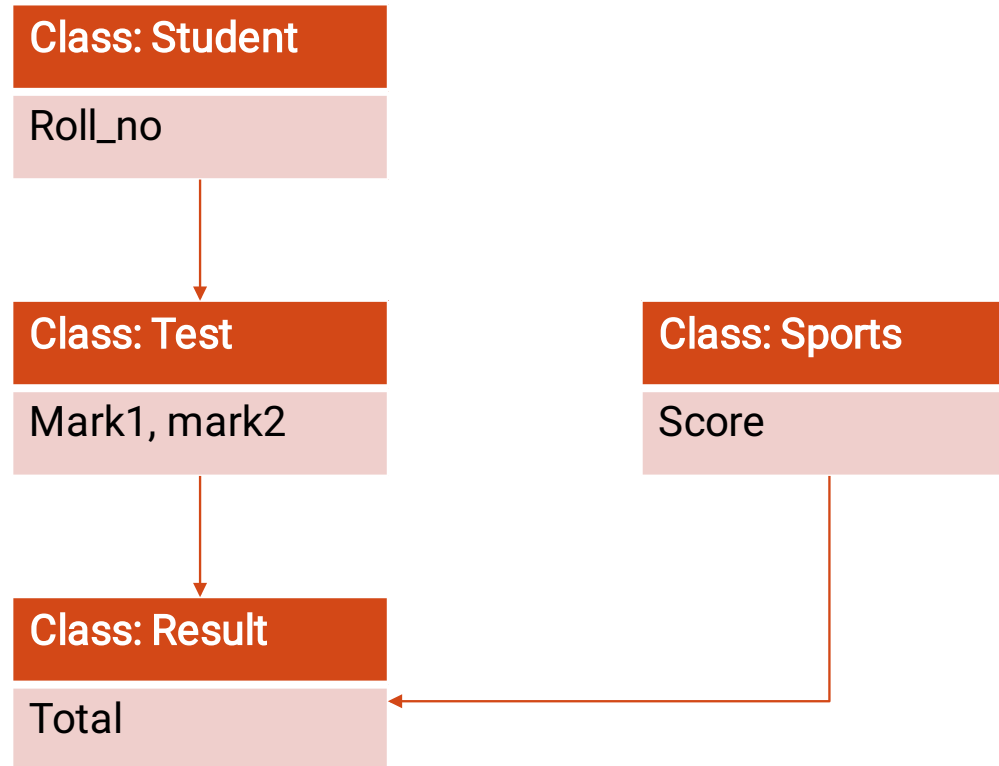 Class: Student
Roll_no
Class: Test
Mark1, mark2
Class: Sports
Score
Class: Result
Total